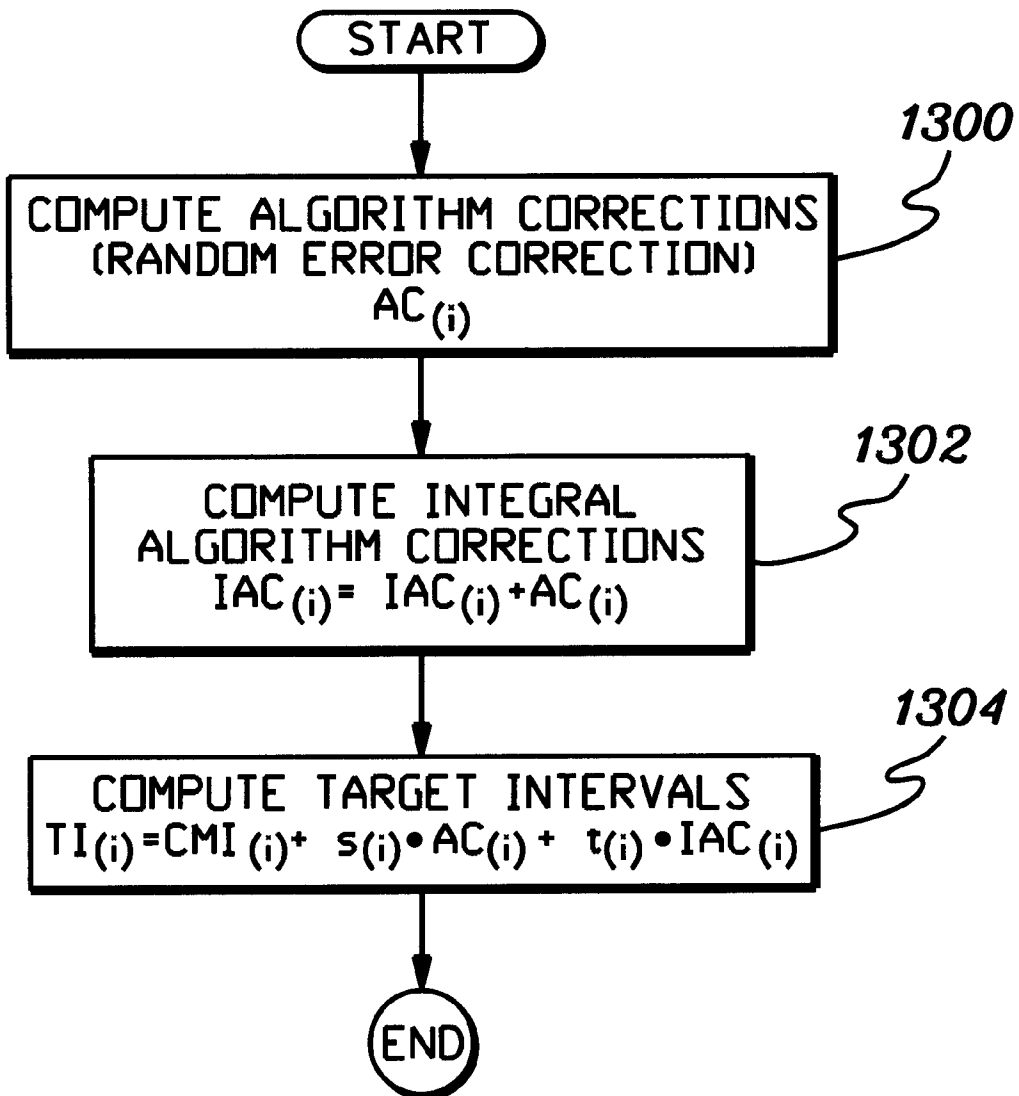 START
1300
COMPUTE ALGORITHM CORRECTIONS
(RANDOM ERROR CORRECTION)
AC(i)
1302
COMPUTE INTEGRAL
ALGORITHM CORRECTIONS
IAC(i)= IAC(i)+AC(i)
1304
COMPUTE TARGET INTERVALS
TI(i)=CMI(i)+ s(i)•AC(i)+ t(i)•IAC(i)
END